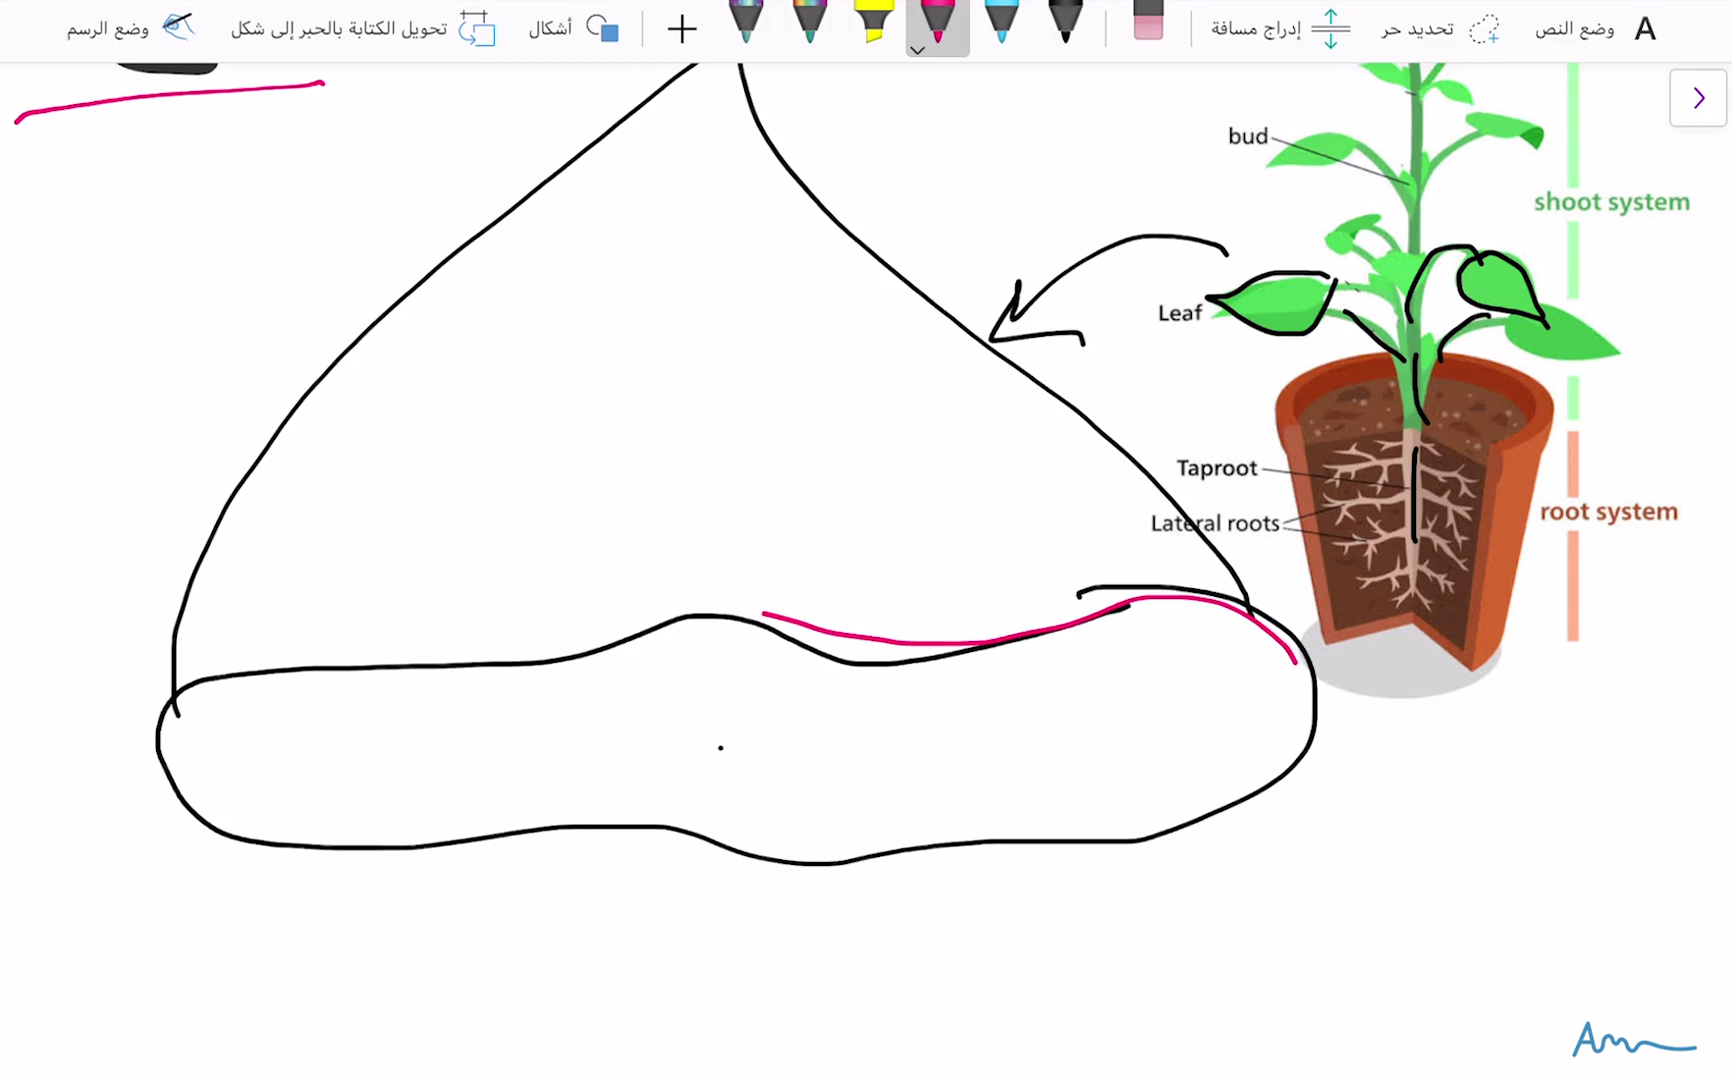 A وضع النص تحديد حر إدراج مسافة أشكال تحويل الكتابة بالحبر إلى شكل وضع الرسم
bud
shoot system
Leaf
Taproot
Lateral roots
root system